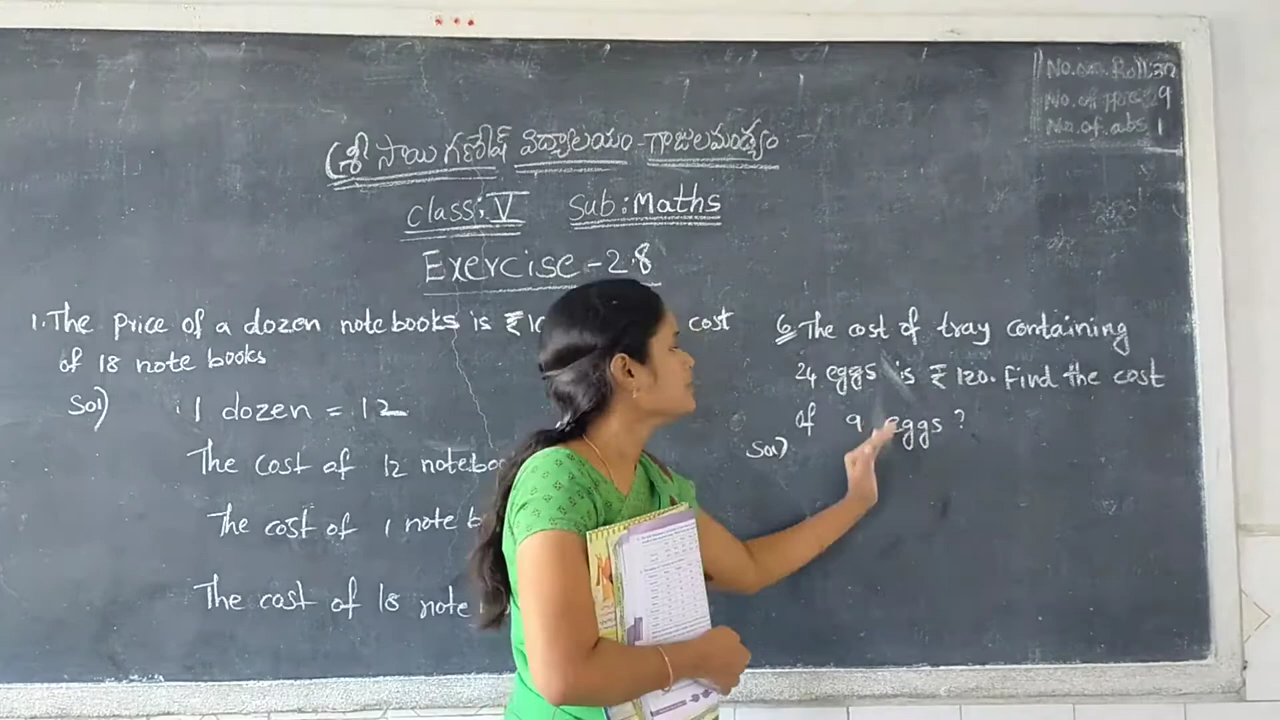 శ్రీ సాయి గణేష్ విద్యాలయం - గాజులమండ్యం
Class: V Sub: Maths
Exercise - 2.8
1. The price of a dozen note books is ₹ cost
of 18 note books
Sol) 1 dozen = 12
The cost of 12 note
The cost of 1 note
The cost of 18 note
6. The cost of tray containing
24 eggs is ₹ 120. Find the cost
of 9 eggs?
Sol)
No. on Roll:
No. of 9
No. of abs 1